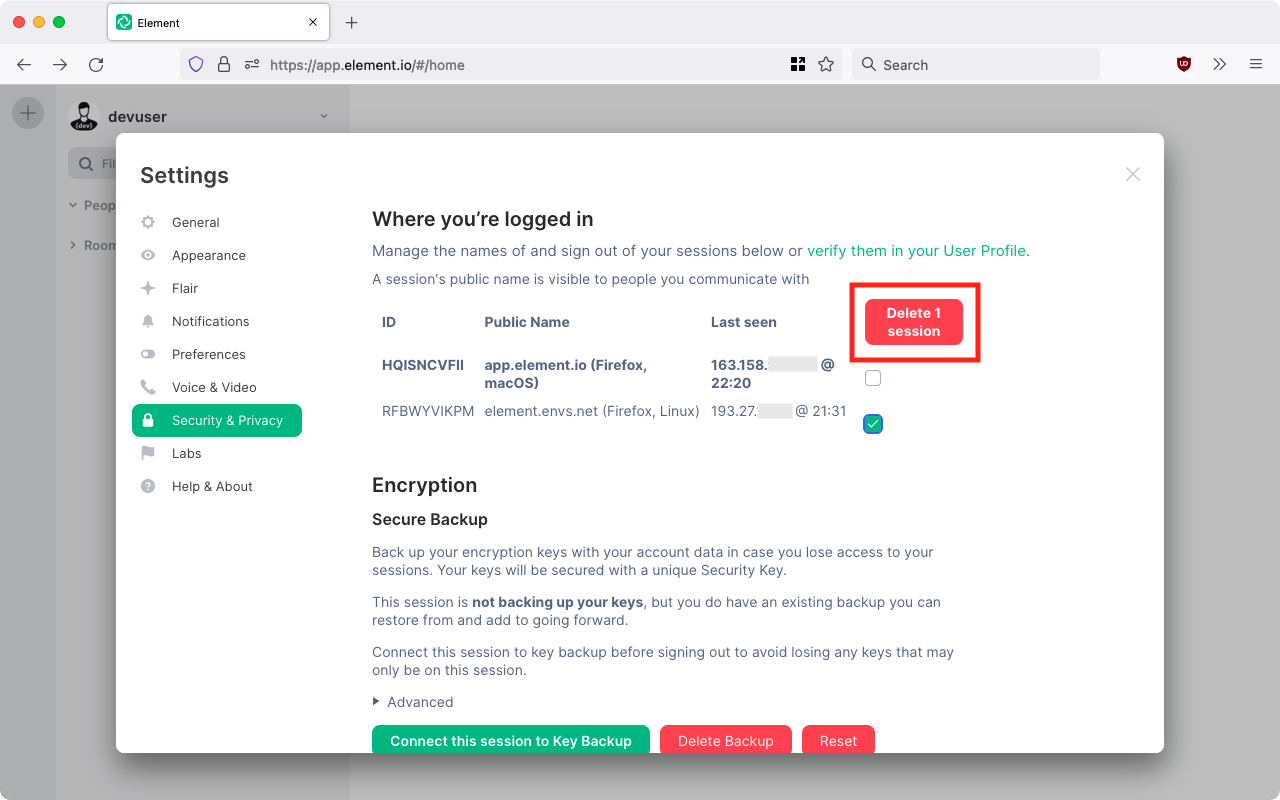 Element
https://app.element.io/#/home
Search
devuser
Fil
Peop
Room
Settings
General
Appearance
Flair
Notifications
Preferences
Voice & Video
Security & Privacy
Labs
Help & About
Where you’re logged in
Manage the names of and sign out of your sessions below or verify them in your User Profile.
A session's public name is visible to people you communicate with
ID Public Name Last seen
Delete 1
session
HQISNCVFII app.element.io (Firefox, 163.158. @
macOS) 22:20
RFBWYVIKPM element.envs.net (Firefox, Linux) 193.27. @ 21:31
Encryption
Secure Backup
Back up your encryption keys with your account data in case you lose access to your
sessions. Your keys will be secured with a unique Security Key.
This session is not backing up your keys, but you do have an existing backup you can
restore from and add to going forward.
Connect this session to key backup before signing out to avoid losing any keys that may
only be on this session.
Advanced
Connect this session to Key Backup Delete Backup Reset